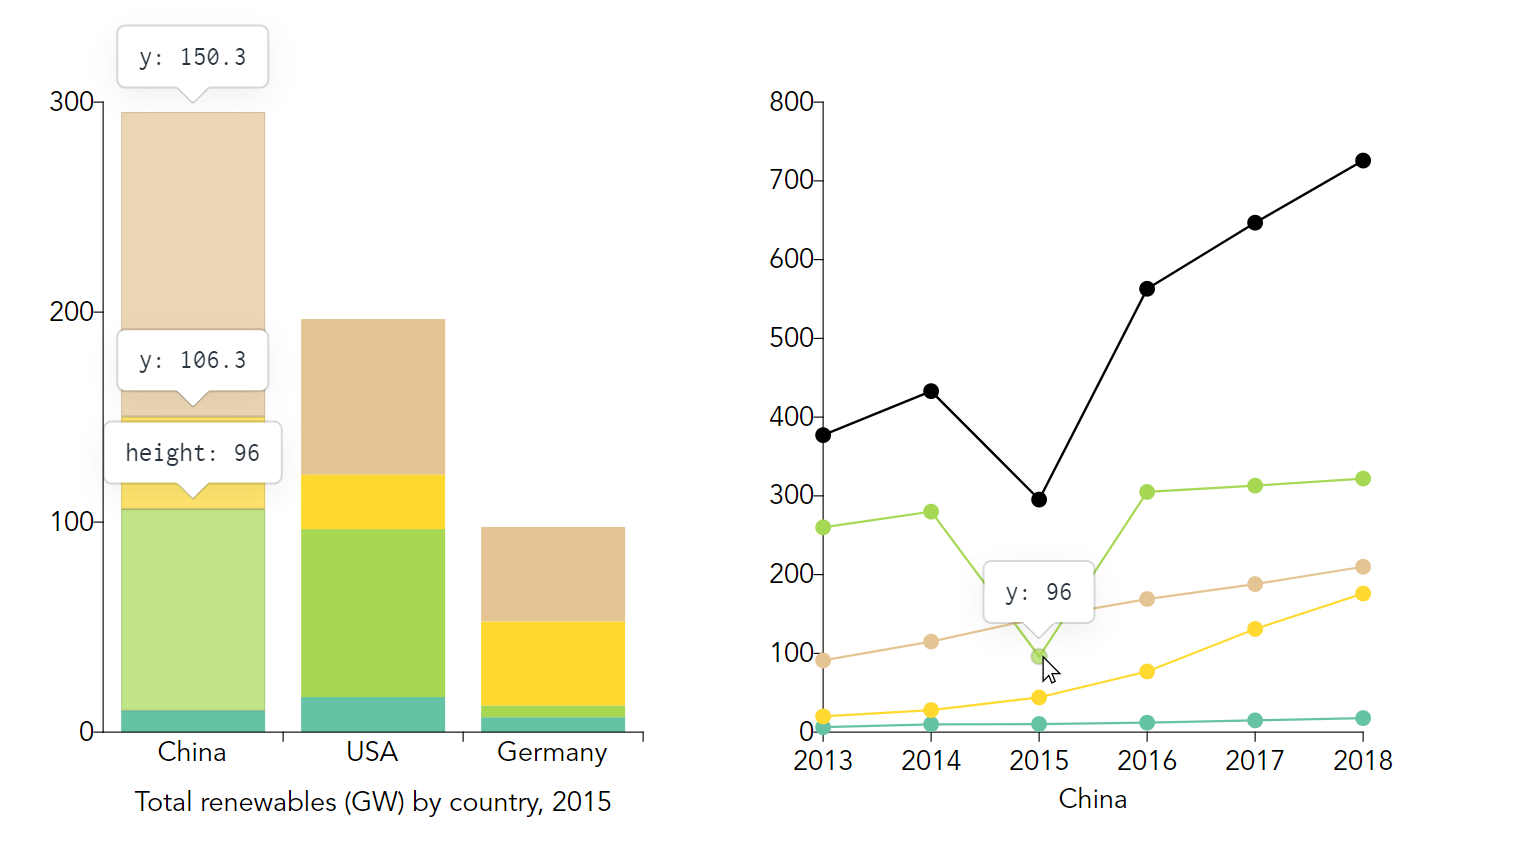 y: 150.3
300
y: 106.3
200
height: 96
100
0
China USA Germany
Total renewables (GW) by country, 2015
800
700
600
500
400
300
200
y: 96
100
0
2013 2014 2015 2016 2017 2018
China